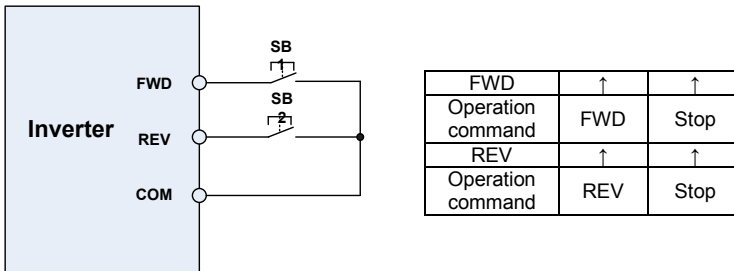 SB
1
FWD
SB
2
Inverter
REV
COM
FWD ↑ ↑
Operation command FWD Stop
REV ↑ ↑
Operation command REV Stop